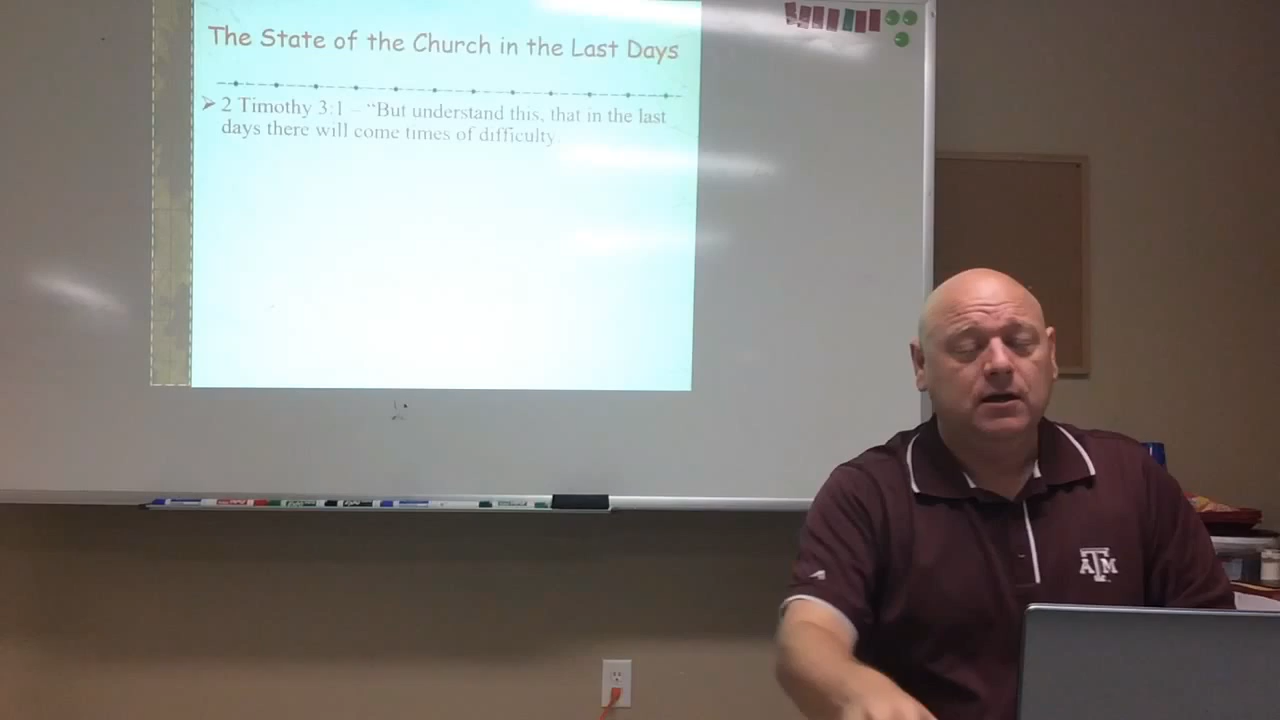 The State of the Church in the Last Days
2 Timothy 3:1 – “But understand this, that in the last
days there will come times of difficulty
ATM